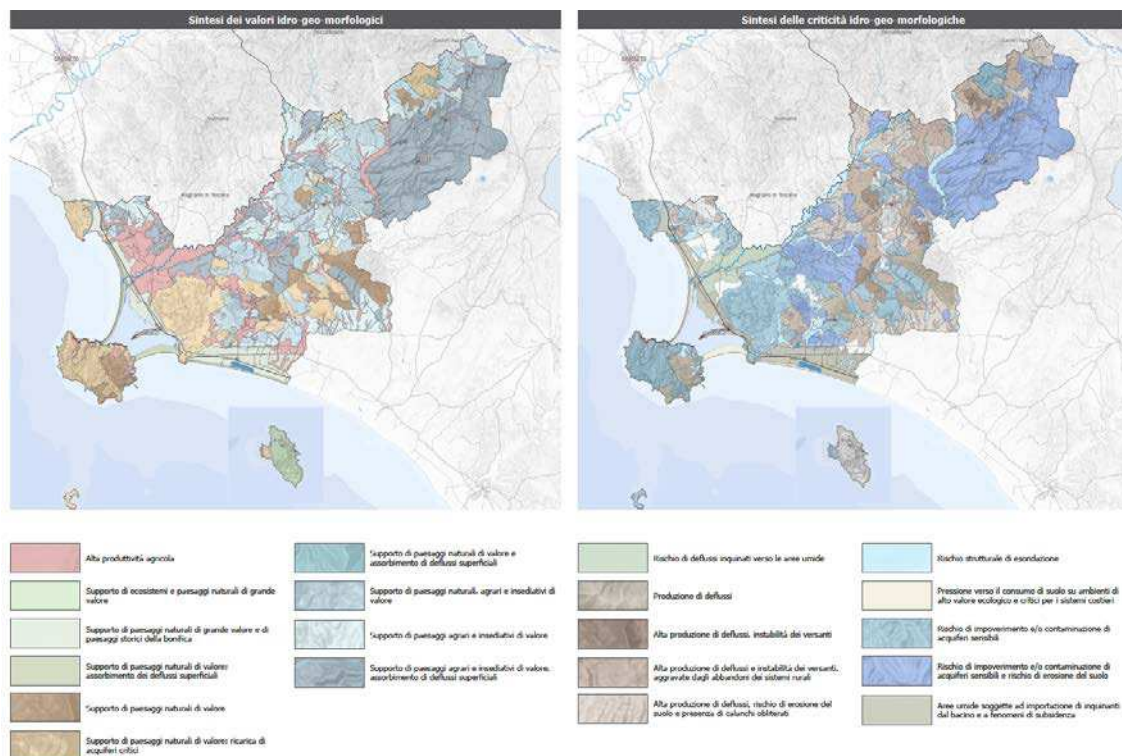 Sintesi dei valori idro-geo-morfologici
Sintesi delle criticità idro-geo-morfologiche
Magliano in Toscana
Alta produttività agricola
Supporto di ecosistemi e paesaggi naturali di grande
valore
Supporto di paesaggi naturali di grande valore e di
paesaggi storici della bonifica
Supporto di paesaggi naturali di valore:
assorbimento dei deflussi superficiali
Supporto di paesaggi naturali di valore
Supporto di paesaggi naturali di valore: ricarica di
acquiferi critici
Supporto di paesaggi naturali di valore e
assorbimento di deflussi superficiali
Supporto di paesaggi naturali, agrari e insediativi di
valore
Supporto di paesaggi agrari e insediativi di valore
Supporto di paesaggi agrari e insediativi di valore,
assorbimento di deflussi superficiali
Rischio di deflussi inquinati verso le aree umide
Produzione di deflussi
Alta produzione di deflussi, instabilità dei versanti
Alta produzione di deflussi e instabilità dei versanti,
aggravate dagli abbandoni dei sistemi rurali
Alta produzione di deflussi, rischio di erosione del
suolo e presenza di calanchi obliterati
Rischio strutturale di esondazione
Pressione verso il consumo di suolo su ambienti di
alto valore ecologico e critici per i sistemi costieri
Rischio di impoverimento e/o contaminazione di
acquiferi sensibili
Rischio di impoverimento e/o contaminazione di
acquiferi sensibili e rischio di erosione del suolo
Aree umide soggette ad importazione di inquinanti
dal bacino e a fenomeni di subsidenza